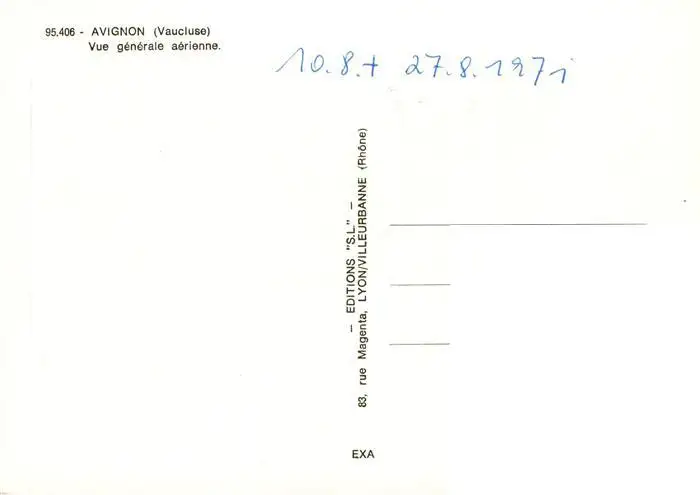 95.406 - AVIGNON (Vaucluse)
Vue générale aérienne.
10.8.+ 27.8.1971
— EDITIONS "S.L." —
83, rue Magenta, LYON/VILLEURBANNE (Rhône)
EXA